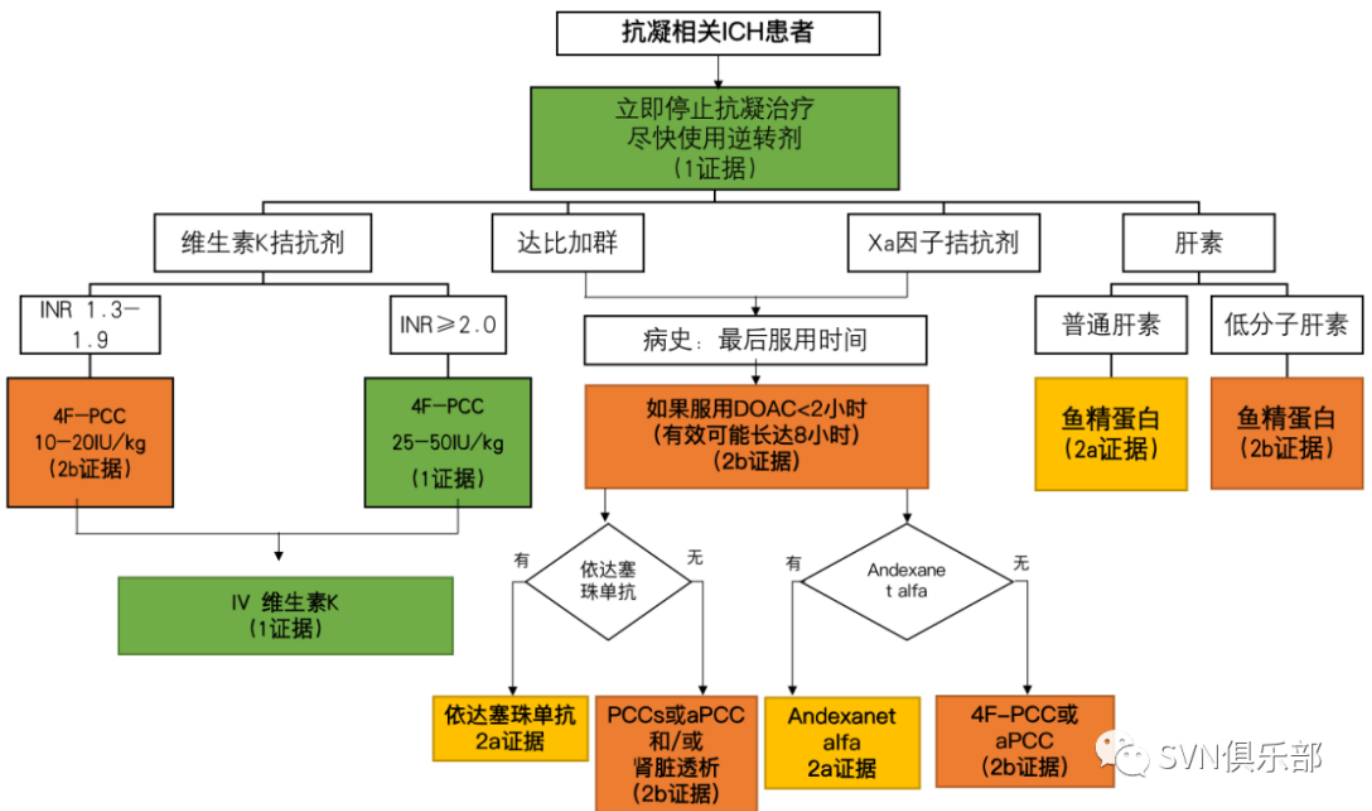 抗凝相关ICH患者
立即停止抗凝治疗
尽快使用逆转剂
(1证据)
维生素K拮抗剂
达比加群
Xa因子拮抗剂
肝素
INR 1.3-
1.9
INR≥2.0
病史：最后服用时间
普通肝素
低分子肝素
4F-PCC
10-20IU/kg
(2b证据)
4F-PCC
25-50IU/kg
(1证据)
如果服用DOAC<2小时
(有效可能长达8小时)
(2b证据)
鱼精蛋白
(2a证据)
鱼精蛋白
(2b证据)
IV 维生素K
(1证据)
有
依达塞
珠单抗
无
有
Andexane
t alfa
无
依达塞珠单抗
2a证据
PCCs或aPCC
和/或
肾脏透析
(2b证据)
Andexanet
alfa
2a证据
4F-PCC或
aPCC
(2b证据)
SVN俱乐部